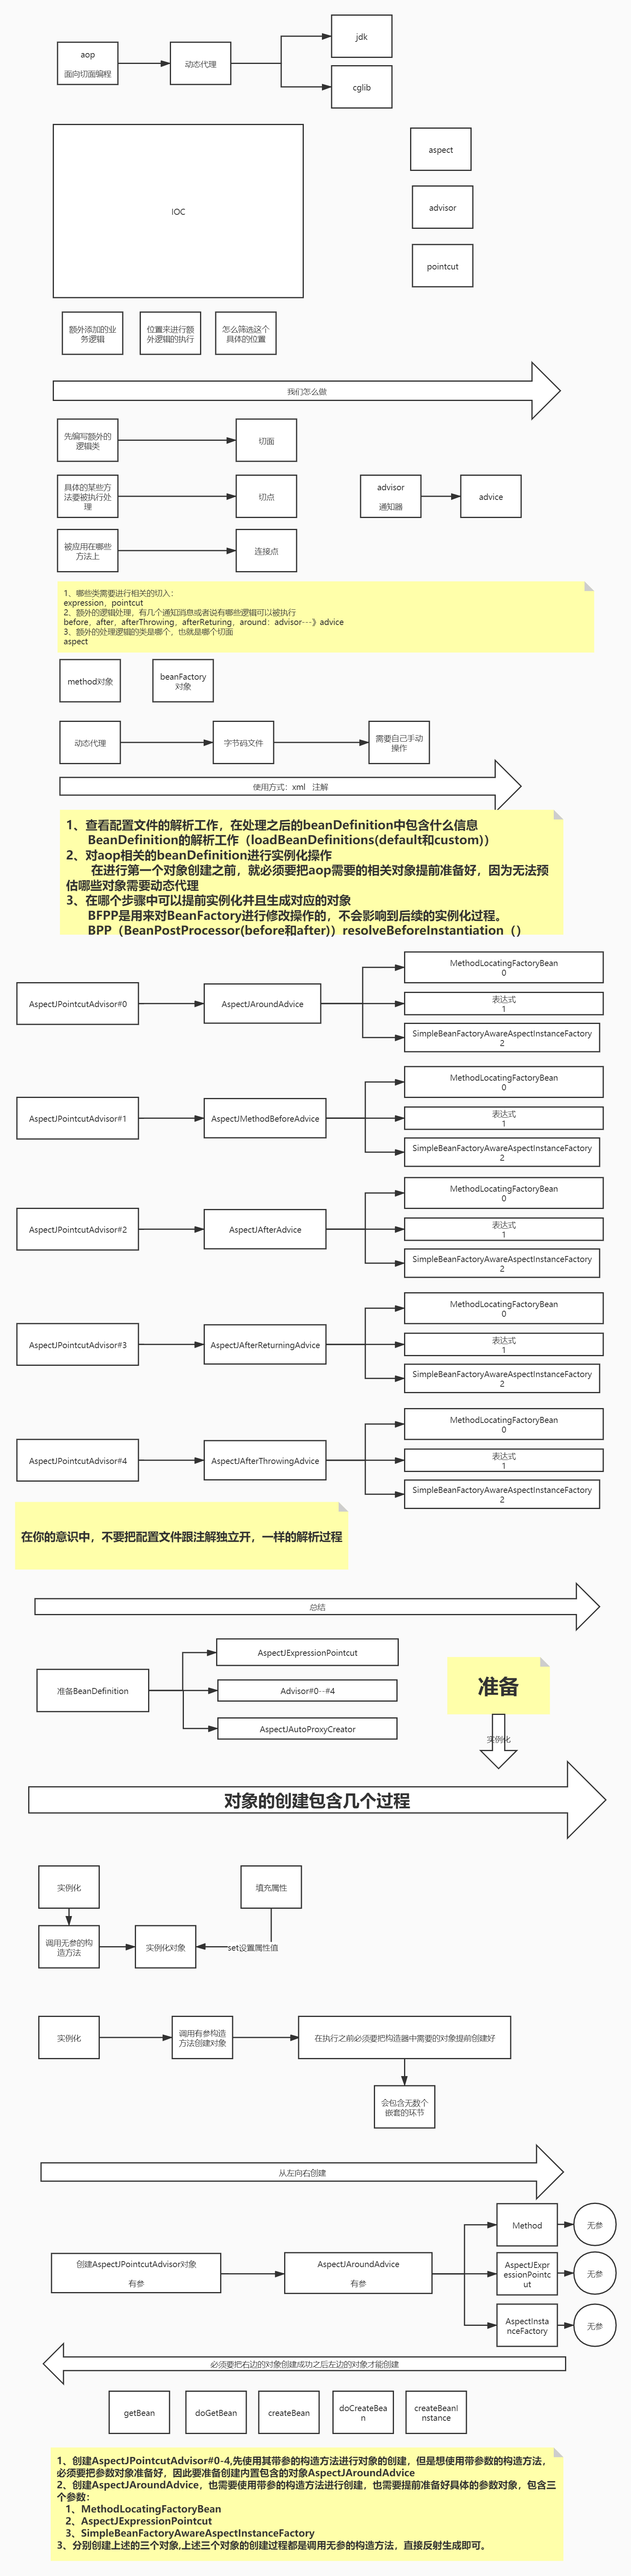 aop
面向切面编程
动态代理
jdk
cglib
IOC
aspect
advisor
pointcut
额外添加的业
务逻辑
位置来进行额
外逻辑的执行
怎么筛选这个
具体的位置
我们怎么做
先编写额外的
逻辑类
切面
具体的某些方
法要被执行处
理
切点
advisor
通知器
advice
被应用在哪些
方法上
连接点
1、哪些类需要进行相关的切入:
expression，pointcut
2、额外的逻辑处理，有几个通知消息或者说有哪些逻辑可以被执行
before，after，afterThrowing，afterReturing，around：advisor---》advice
3、额外的处理逻辑的类是哪个，也就是哪个切面
aspect
method对象
beanFactory
对象
动态代理
字节码文件
需要自己手动
操作
使用方式：xml 注解
1、查看配置文件的解析工作，在处理之后的beanDefinition中包含什么信息
BeanDefinition的解析工作（loadBeanDefinitions(default和custom)）
2、对aop相关的beanDefinition进行实例化操作
在进行第一个对象创建之前，就必须要把aop需要的相关对象提前准备好，因为无法预
估哪些对象需要动态代理
3、在哪个步骤中可以提前实例化并且生成对应的对象
BFPP是用来对BeanFactory进行修改操作的，不会影响到后续的实例化过程。
BPP（BeanPostProcessor(before和after)）resolveBeforeInstantiation（）
AspectJPointcutAdvisor#0
AspectJAroundAdvice
MethodLocatingFactoryBean
0
表达式
1
SimpleBeanFactoryAwareAspectInstanceFactory
2
AspectJPointcutAdvisor#1
AspectJMethodBeforeAdvice
MethodLocatingFactoryBean
0
表达式
1
SimpleBeanFactoryAwareAspectInstanceFactory
2
AspectJPointcutAdvisor#2
AspectJAfterAdvice
MethodLocatingFactoryBean
0
表达式
1
SimpleBeanFactoryAwareAspectInstanceFactory
2
AspectJPointcutAdvisor#3
AspectJAfterReturningAdvice
MethodLocatingFactoryBean
0
表达式
1
SimpleBeanFactoryAwareAspectInstanceFactory
2
AspectJPointcutAdvisor#4
AspectJAfterThrowingAdvice
MethodLocatingFactoryBean
0
表达式
1
SimpleBeanFactoryAwareAspectInstanceFactory
2
在你的意识中，不要把配置文件跟注解独立开，一样的解析过程
总结
准备BeanDefinition
AspectJExpressionPointcut
Advisor#0--#4
AspectJAutoProxyCreator
准备
实例化
对象的创建包含几个过程
实例化
填充属性
调用无参的构
造方法
实例化对象
set设置属性值
实例化
调用有参构造
方法创建对象
在执行之前必须要把构造器中需要的对象提前创建好
会包含无数个
嵌套的环节
从左向右创建
创建AspectJPointcutAdvisor对象
有参
AspectJAroundAdvice
有参
Method
无参
AspectJExpr
essionPointc
ut
无参
AspectInsta
nceFactory
无参
必须要把右边的对象创建成功之后左边的对象才能创建
getBean
doGetBean
createBean
doCreateBea
n
createBeanI
nstance
1、创建AspectJPointcutAdvisor#0-4,先使用其带参的构造方法进行对象的创建，但是想使用带参数的构造方法，
必须要把参数对象准备好，因此要准备创建内置包含的对象AspectJAroundAdvice
2、创建AspectJAroundAdvice，也需要使用带参的构造方法进行创建，也需要提前准备好具体的参数对象，包含三
个参数：
1、MethodLocatingFactoryBean
2、AspectJExpressionPointcut
3、SimpleBeanFactoryAwareAspectInstanceFactory
3、分别创建上述的三个对象,上述三个对象的创建过程都是调用无参的构造方法，直接反射生成即可。